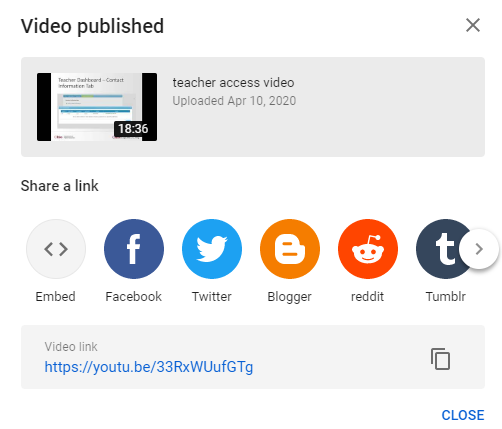 Video published
Teacher Dashboard – Contact
Information Tab
18:36
teacher access video
Uploaded Apr 10, 2020
Share a link
Embed
Facebook
Twitter
Blogger
reddit
Tumblr
Video link
https://youtu.be/33RxWUufGTg
CLOSE